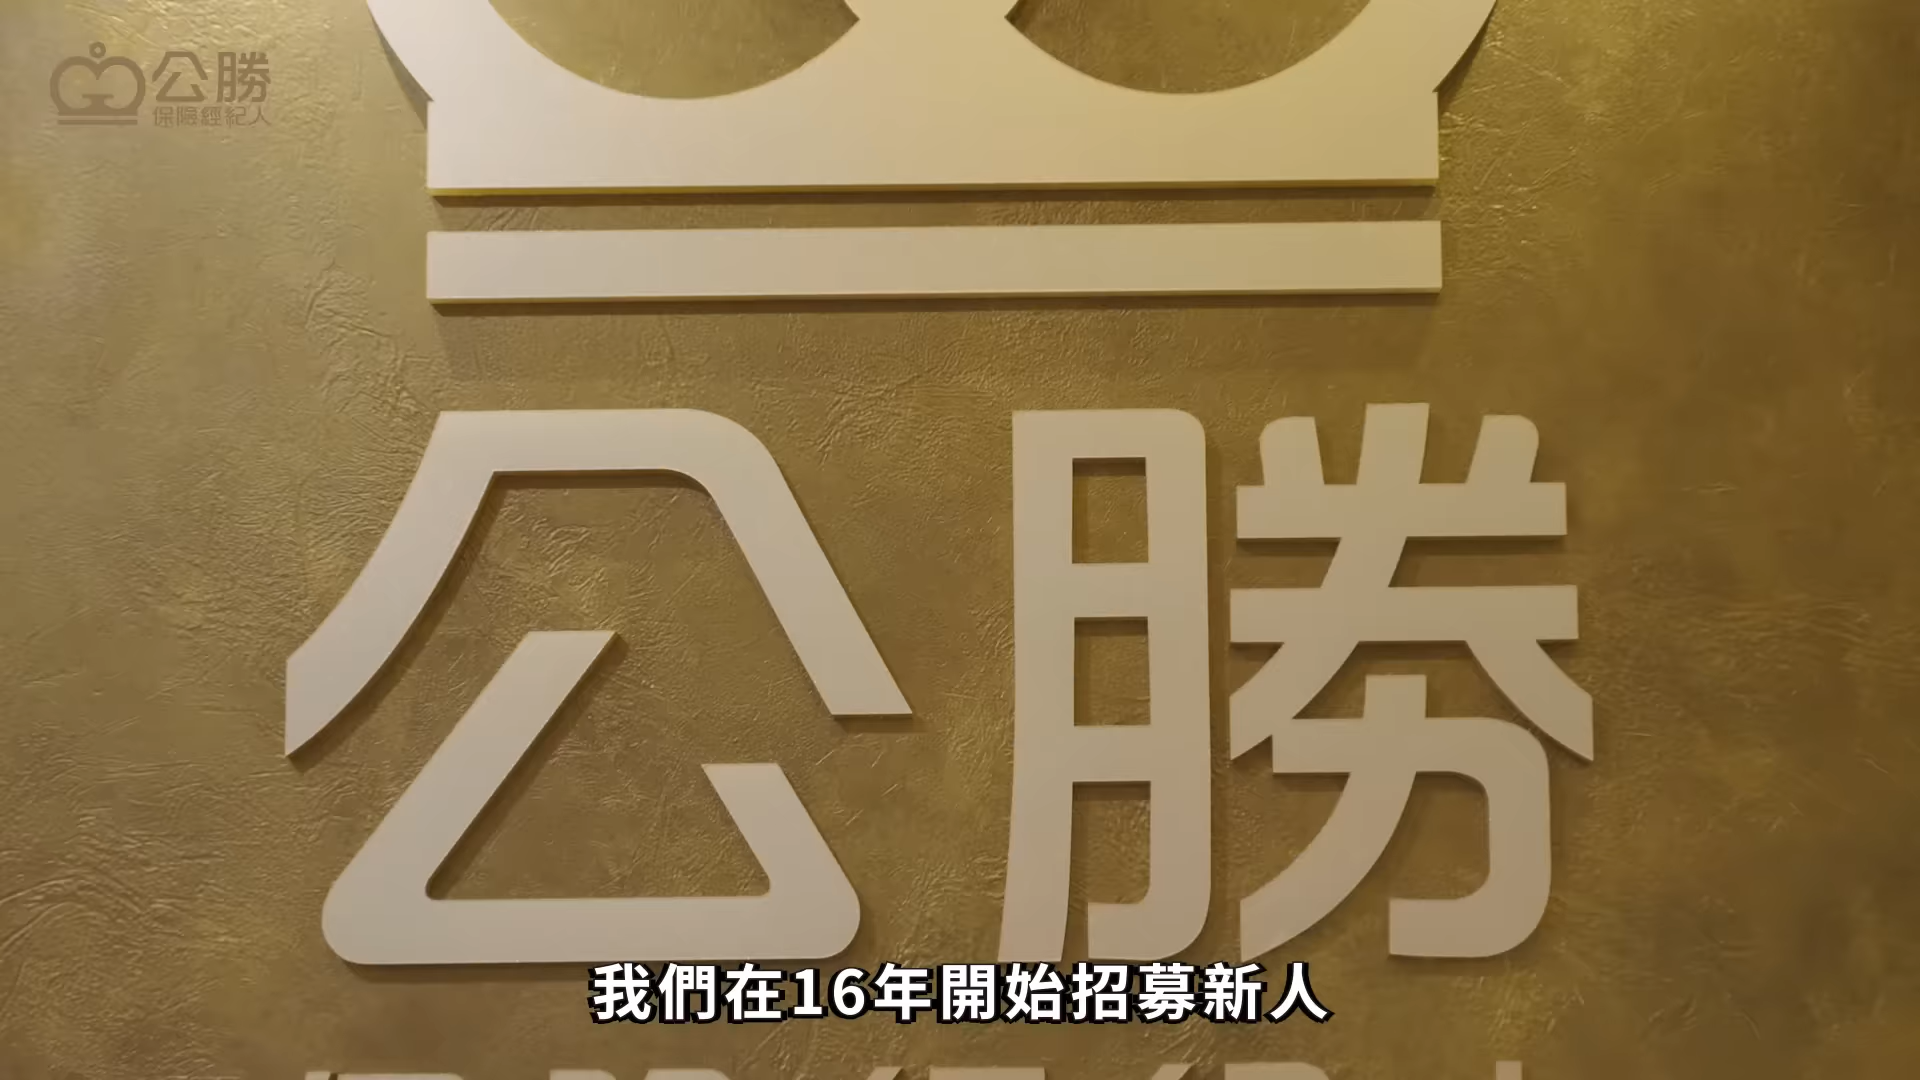 公勝
保險經紀人
公勝
我們在16年開始招募新人